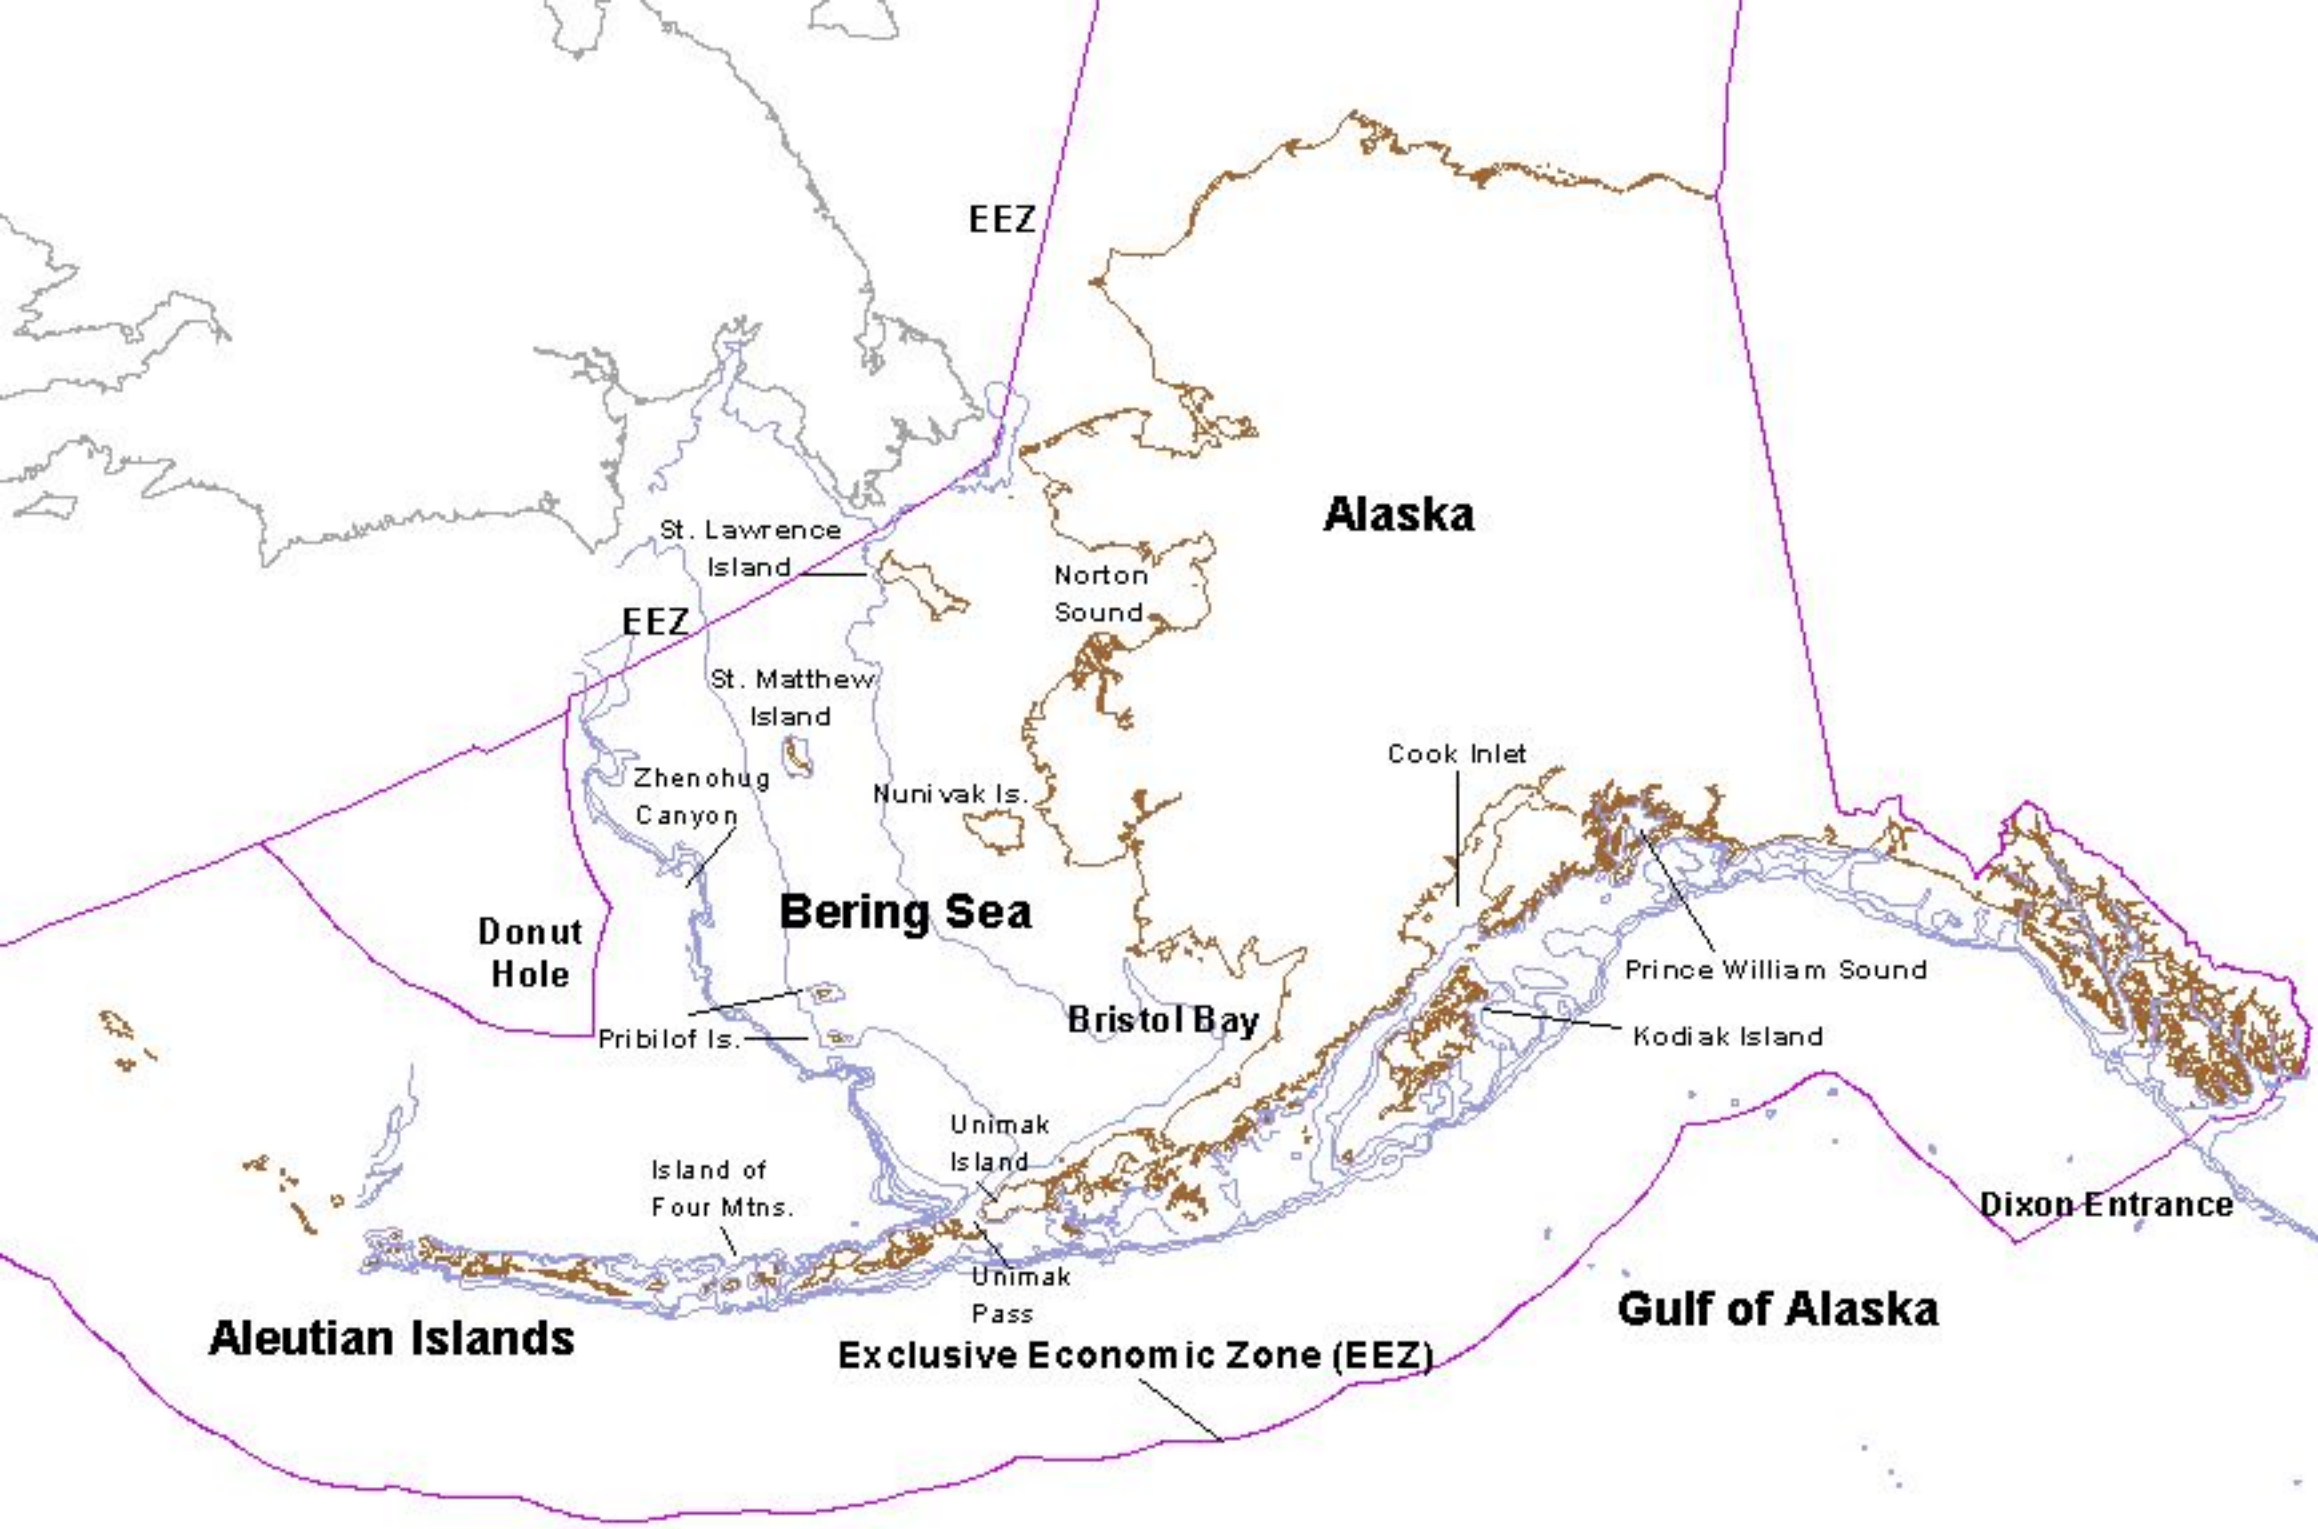 EEZ
Alaska
St. Lawrence
Island
Norton
Sound
EEZ
St. Matthew
Island
Cook Inlet
Zhenohug
Canyon
Nunivak Is.
Bering Sea
Donut
Hole
Prince William Sound
Bristol Bay
Pribilof Is.
Kodiak Island
Unimak
Island
Island of
Four Mtns.
Dixon Entrance
Unimak
Pass
Gulf of Alaska
Aleutian Islands
Exclusive Economic Zone (EEZ)